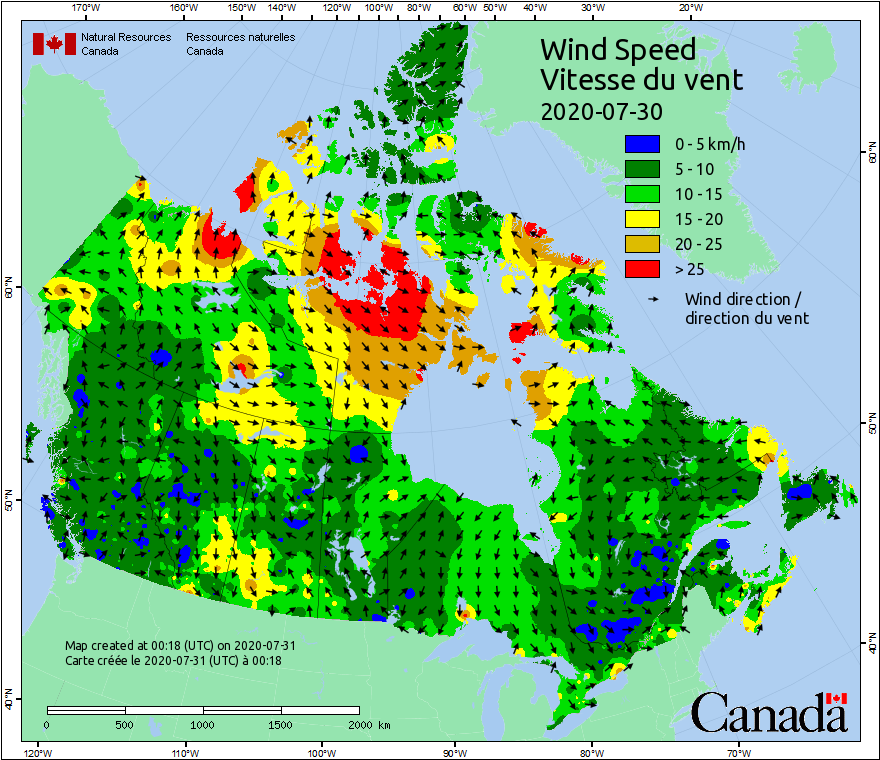 170°W 160°W 150°W 140°W 130°W 120°W 110°W 100°W 90°W 80°W 70°W 60°W 50°W 40°W 30°W 20°W
Natural Resources Ressources naturelles
Canada Canada
Wind Speed
Vitesse du vent
2020-07-30
0 - 5 km/h
5 - 10
10 - 15
15 - 20
20 - 25
> 25
Wind direction /
direction du vent
60°N
60°N
50°N
50°N
40°N
40°N
Map created at 00:18 (UTC) on 2020-07-31
Carte créée le 2020-07-31 (UTC) à 00:18
0 500 1000 1500 2000 km
Canada
120°W 110°W 100°W 90°W 80°W 70°W